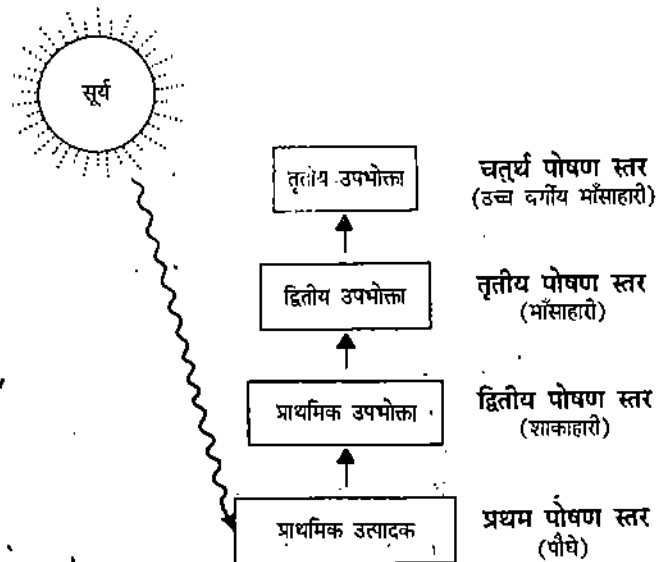 सूर्य
तृतीय उपभोक्ता
चतुर्थ पोषण स्तर
(उच्च वर्गीय माँसाहारी)
द्वितीय उपभोक्ता
तृतीय पोषण स्तर
(माँसाहारी)
प्राथमिक उपभोक्ता
द्वितीय पोषण स्तर
(शाकाहारी)
प्राथमिक उत्पादक
प्रथम पोषण स्तर
(पौधे)